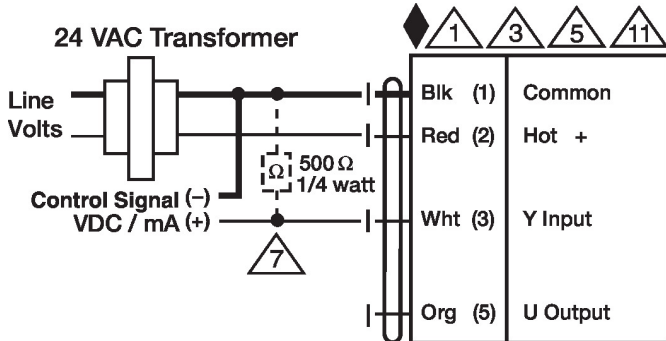 24 VAC Transformer
1 3 5 11
Line
Volts
Blk (1) Common
Red (2) Hot +
Ω 500 Ω
1/4 watt
Control Signal (–)
VDC / mA (+)
Wht (3) Y Input
7
Org (5) U Output